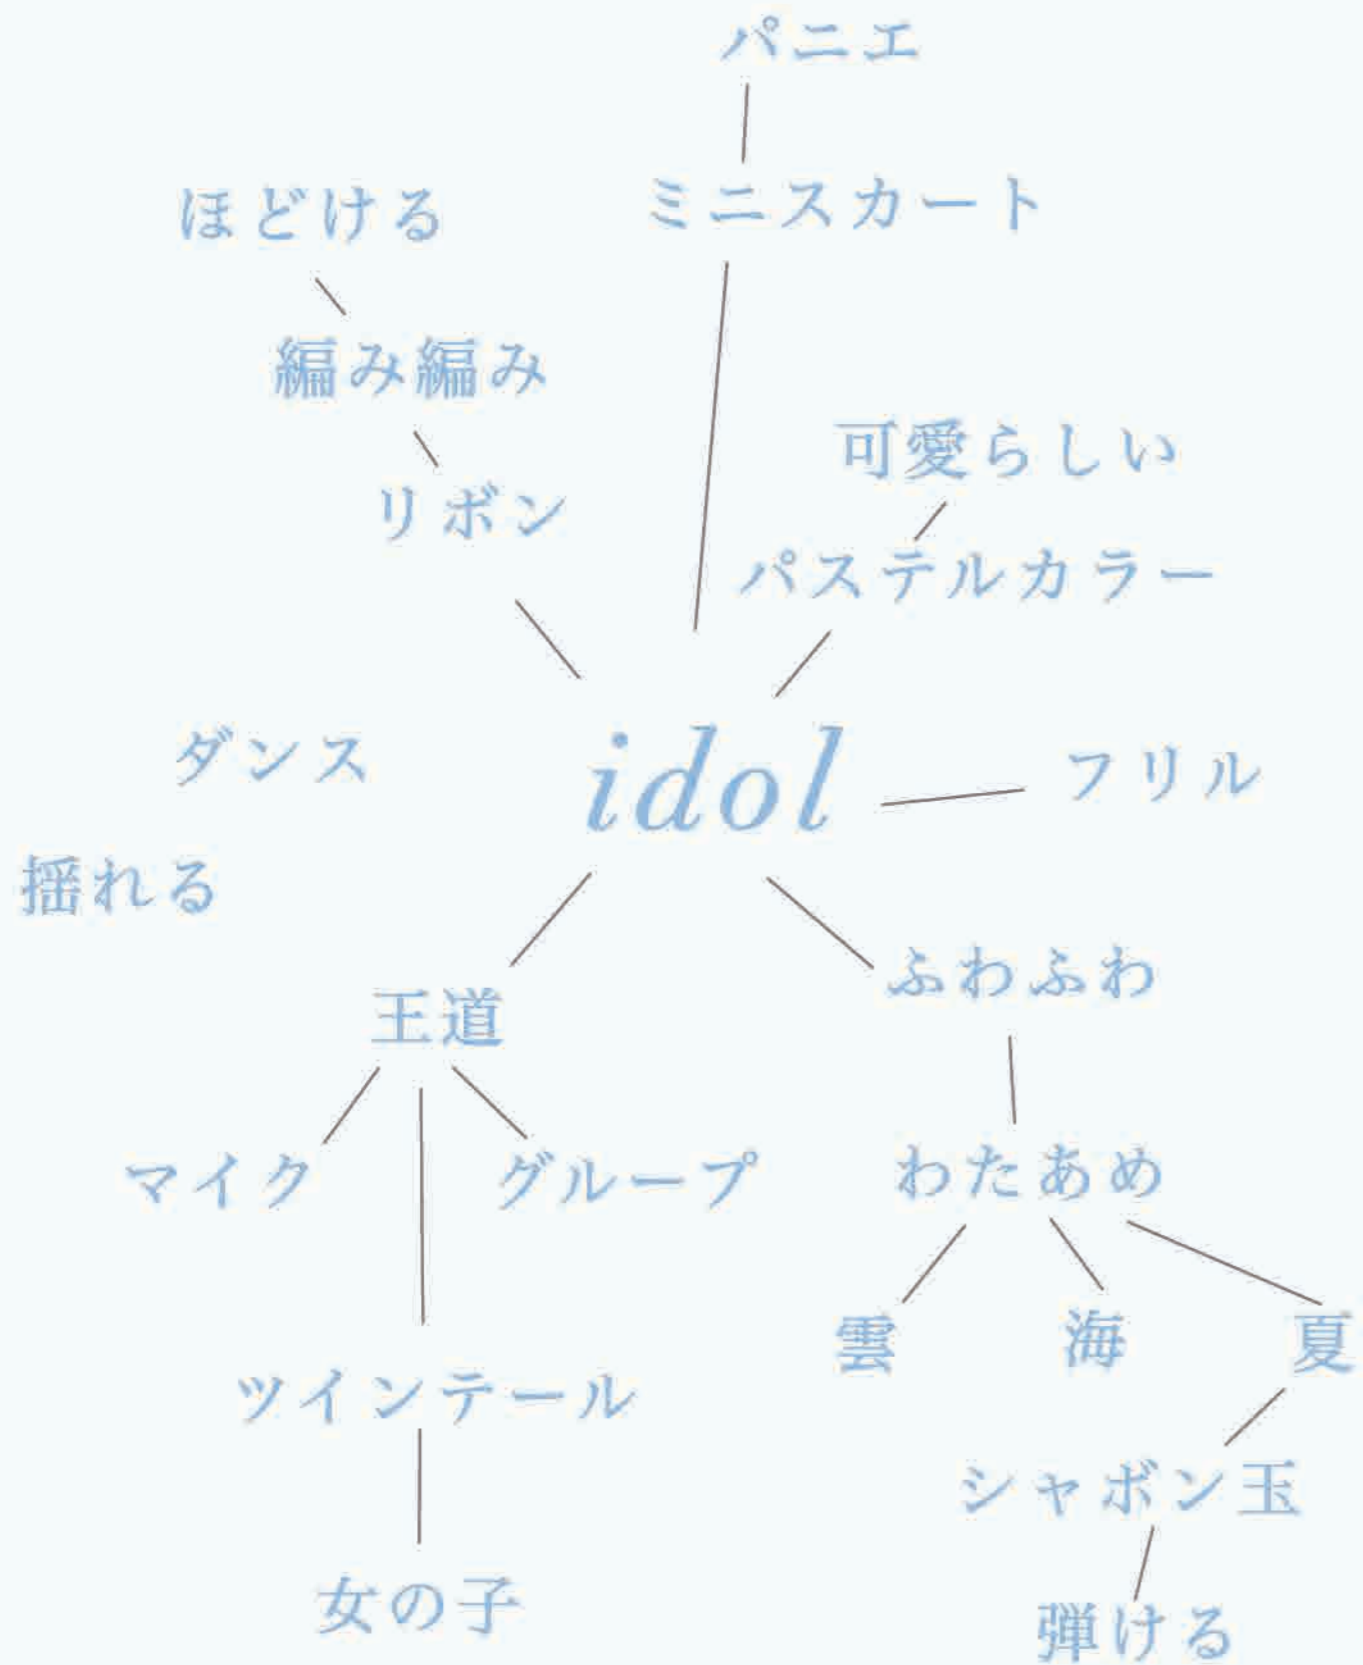 パニエ
ほどける
ミニスカート
編み編み
可愛らしい
リボン
パステルカラー
ダンス
idol
フリル
揺れる
ふわふわ
王道
マイク
グループ
わたあめ
雲
海
夏
ツインテール
シャボン玉
女の子
弾ける